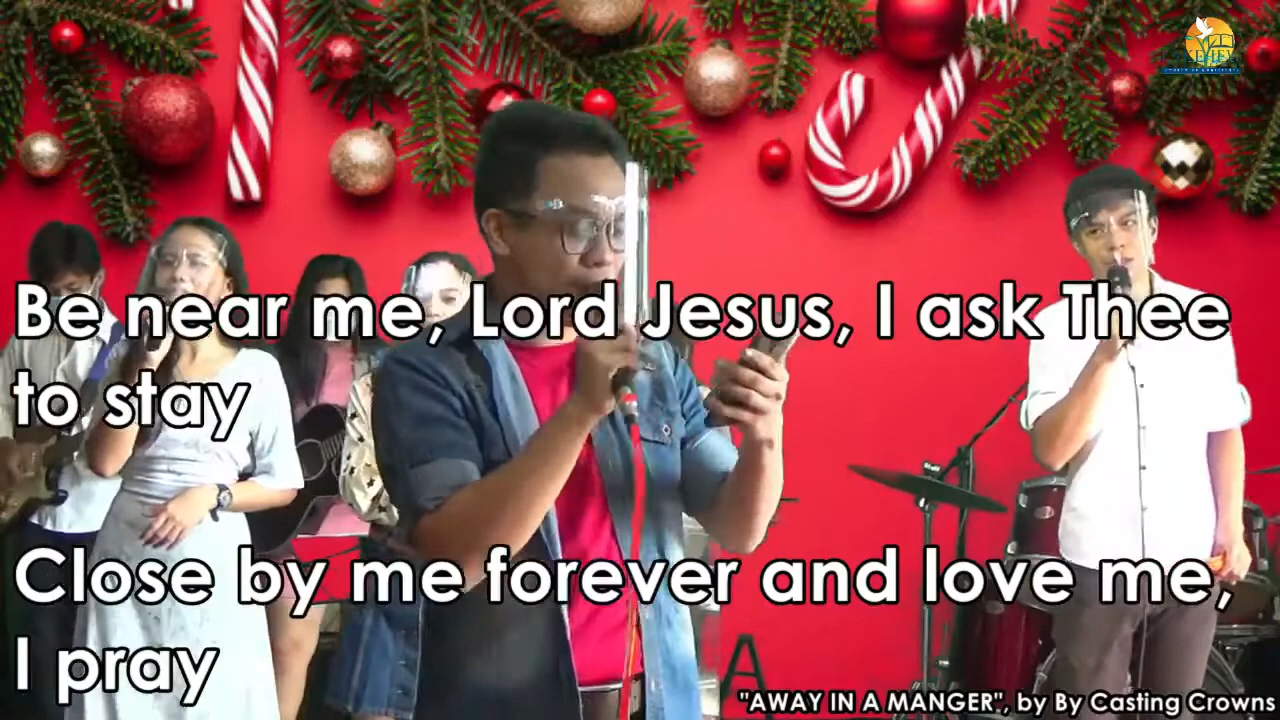 Be near me, Lord Jesus, I ask Thee
to stay
Close by me forever and love me,
I pray
A
"AWAY IN A MANGER", by By Casting Crowns